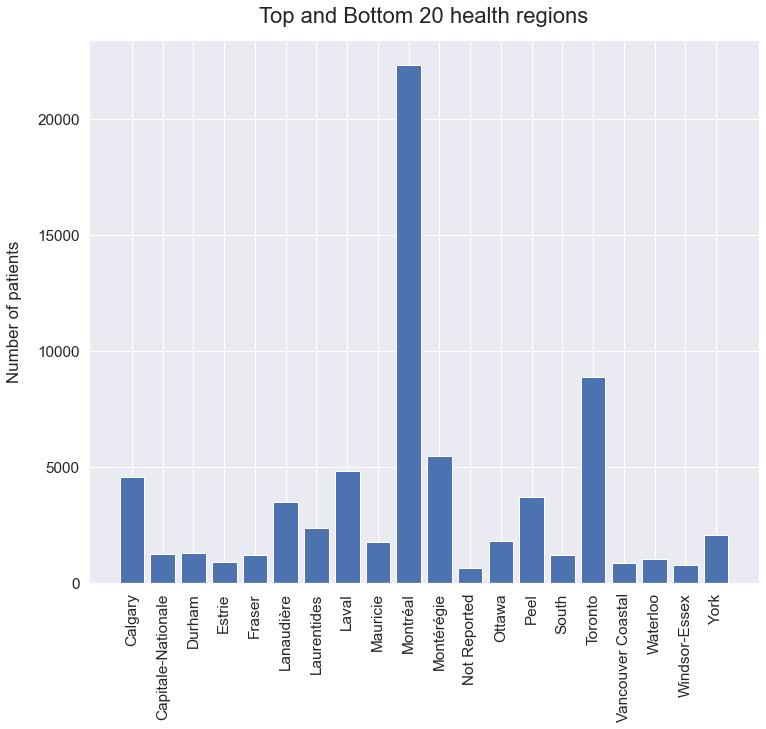 Top and Bottom 20 health regions
Number of patients
20000
15000
10000
5000
0
Calgary
Capitale-Nationale
Durham
Estrie
Fraser
Lanaudière
Laurentides
Laval
Mauricie
Montréal
Montérégie
Not Reported
Ottawa
Peel
South
Toronto
Vancouver Coastal
Waterloo
Windsor-Essex
York